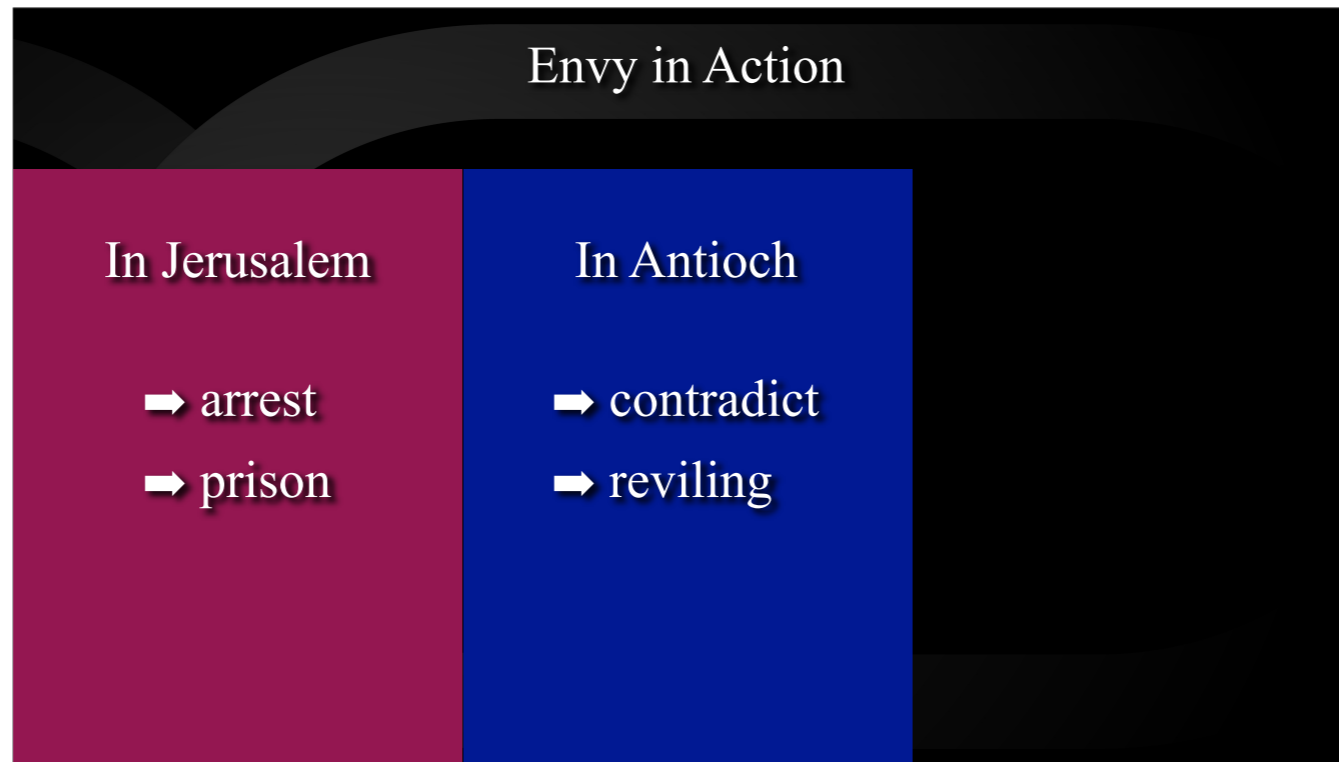 Envy in Action
In Jerusalem
➡ arrest
➡ prison
In Antioch
➡ contradict
➡ reviling